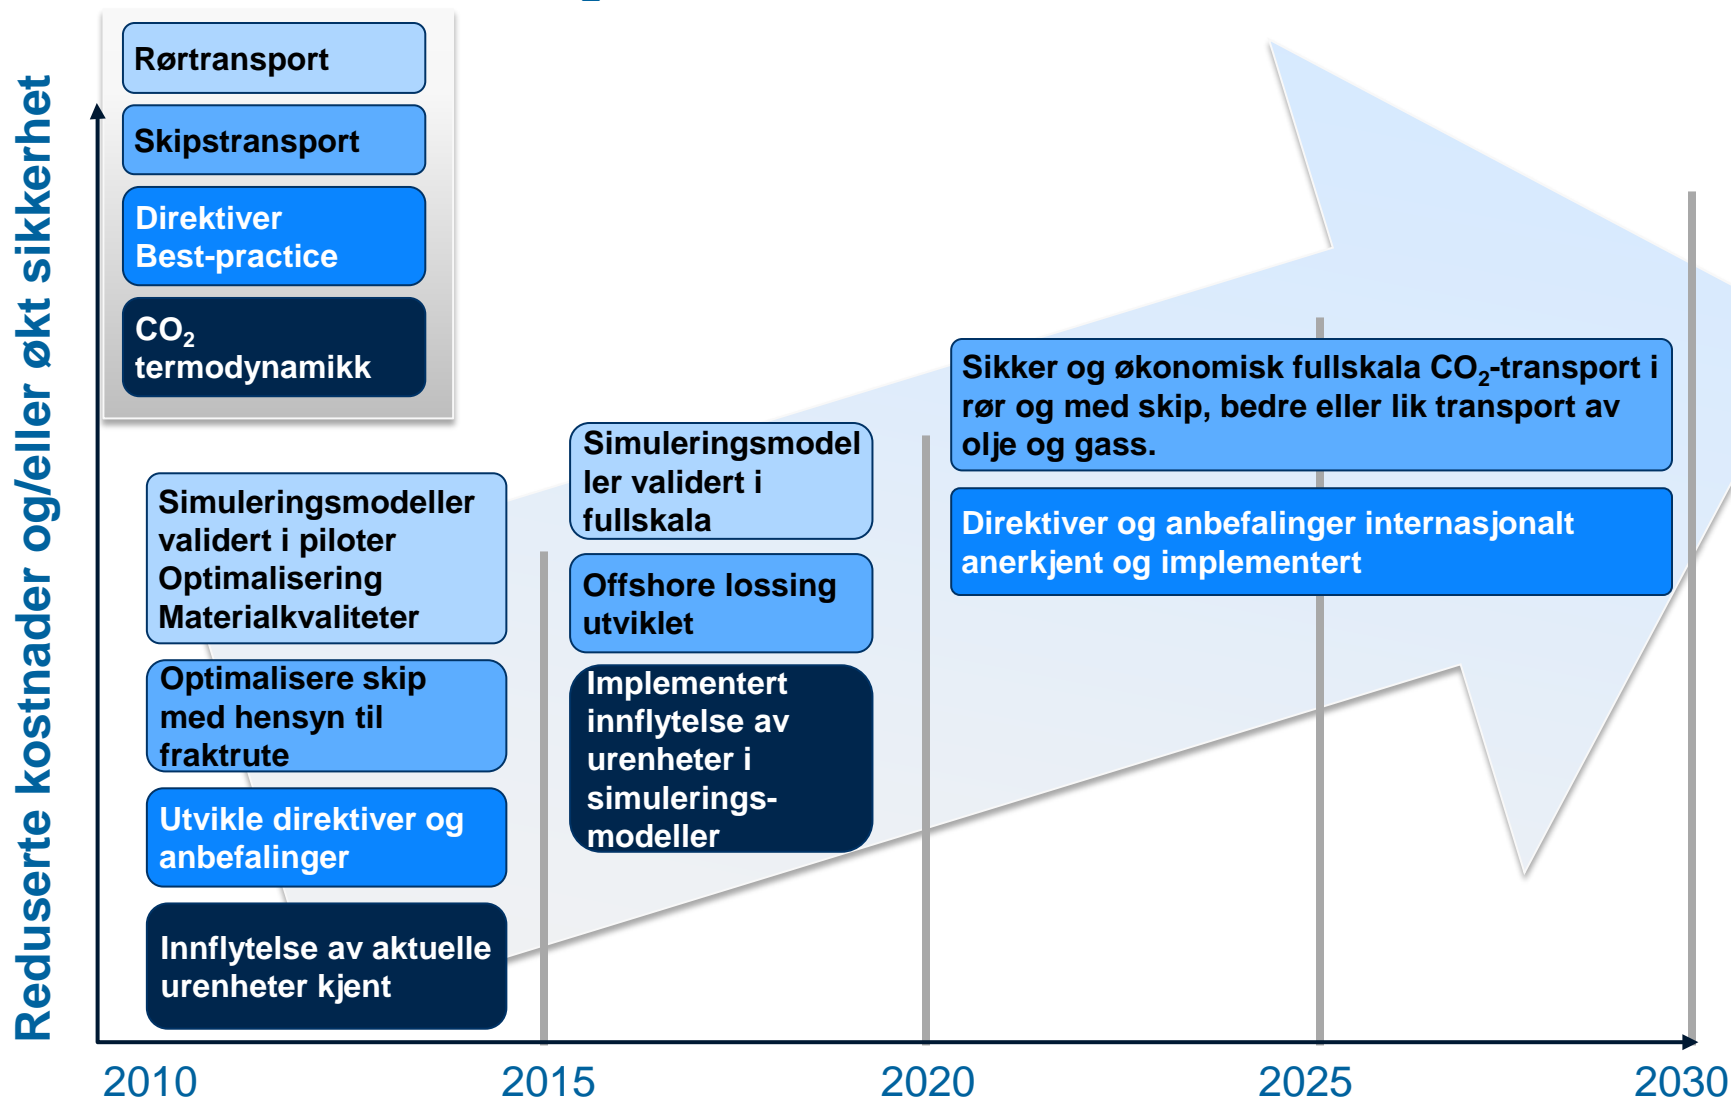 Reduserte kostnader og/eller økt sikkerhet
Rørtransport
Skipstransport
Direktiver
Best-practice
CO₂
termodynamikk
Simuleringsmodeller
validert i piloter
Optimalisering
Materialkvaliteter
Optimalisere skip
med hensyn til
fraktrute
Utvikle direktiver og
anbefalinger
Innflytelse av aktuelle
urenheter kjent
Simuleringsmodel
ler validert i
fullskala
Offshore lossing
utviklet
Implementert
innflytelse av
urenheter i
simulerings-
modeller
Sikker og økonomisk fullskala CO₂-transport i
rør og med skip, bedre eller lik transport av
olje og gass.
Direktiver og anbefalinger internasjonalt
anerkjent og implementert
2010
2015
2020
2025
2030